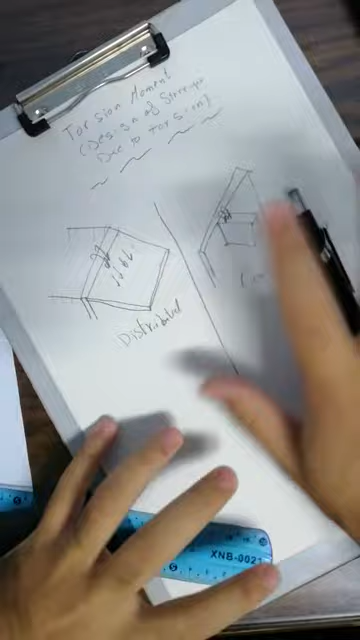 Torsion Moment
(Design of Stirrups
Due to torsion)
Distributed
XNB-0021